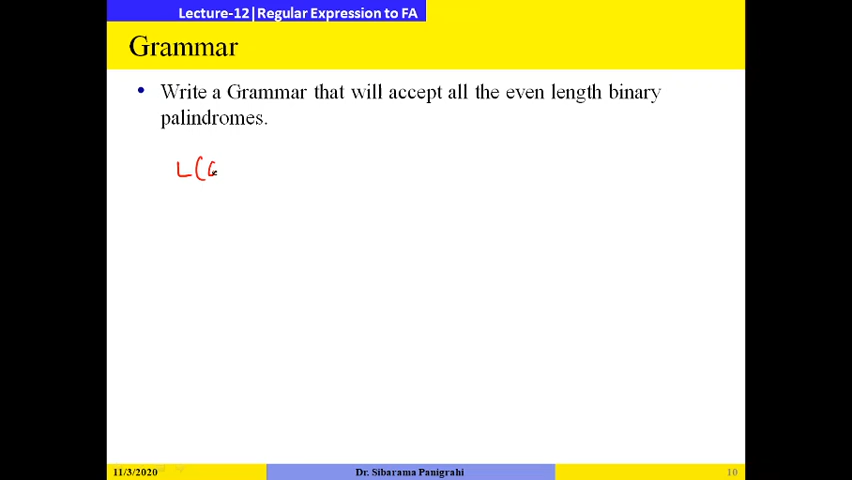 Lecture-12|Regular Expression to FA
Grammar
• Write a Grammar that will accept all the even length binary
palindromes.
L(
11/3/2020
Dr. Sibarama Panigrahi
10